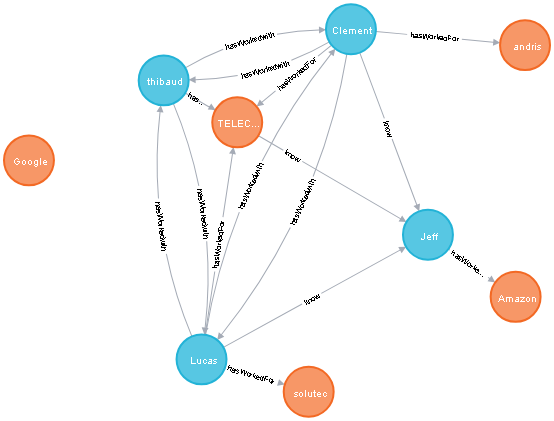 Clement
hasWorkedFor
andris
hasWorkedwith
hasWorkedwith
hasWorkedFor
thibaud
has...
TELEC...
know
know
Google
hasWorkedwith
hasWorkedwith
hasWorkedwith
hasWorkedwith
hasWorkedFor
Jeff
hasWorke...
Amazon
know
Lucas
HasWorkedFor
solutec